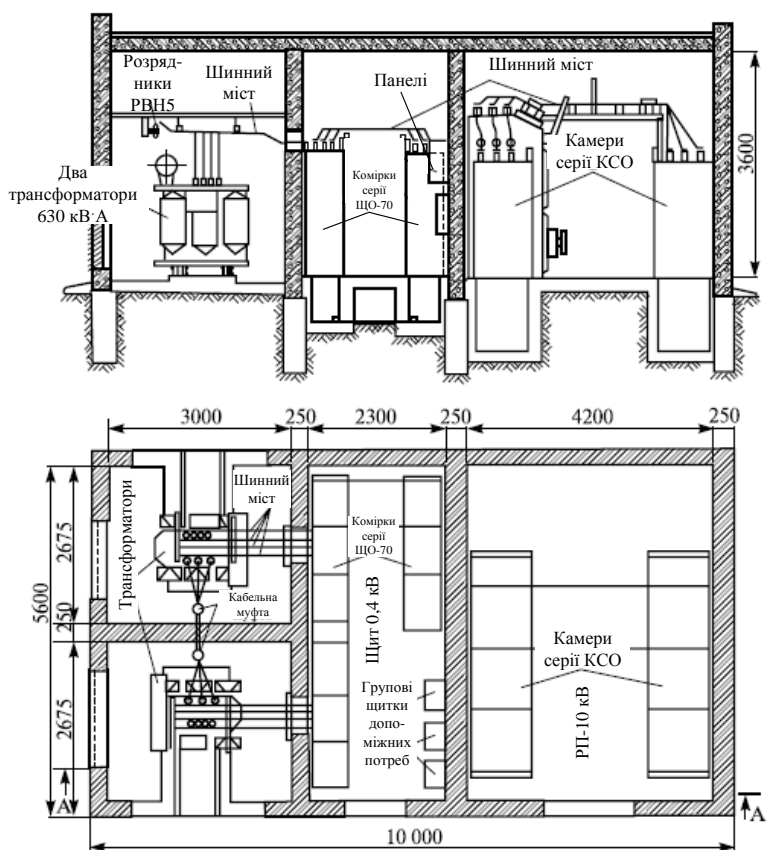 Розряд-
ники
РВН5
Шинний
міст
Панелі
Шинний міст
Два
трансформатори
630 кВ·А
Комірки
серії
ЩО-70
Камери
серії КСО
3600
3000
250
2300
250
4200
250
5600
2675
250
2675
Трансформатори
Шинний
міст
Кабельна
муфта
Комірки
серії
ЩО-70
Щит 0,4 кВ
Групові
щитки
допо-
міжних
потреб
Камери
серії КСО
РП-10 кВ
А
А
10 000